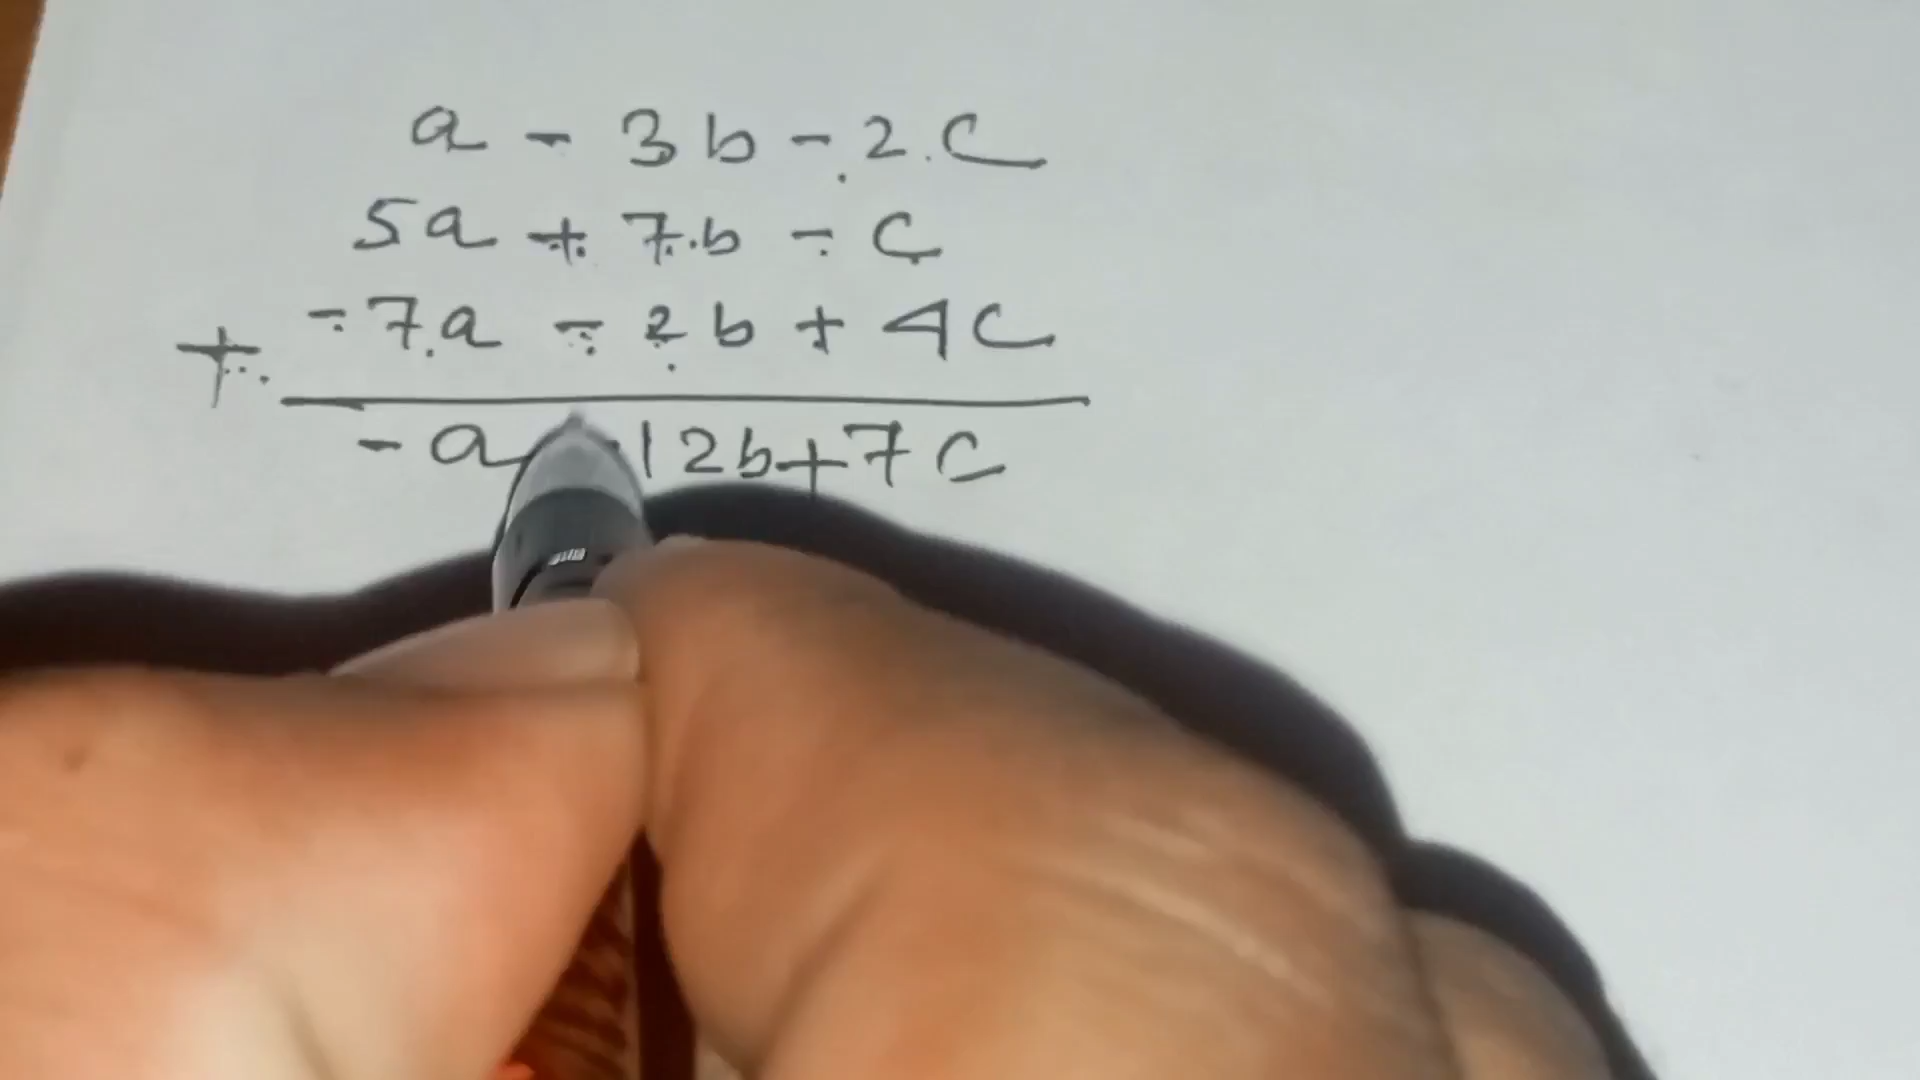 a - 3b - 2c
5a + 7b - c
+ -7a - 2b + 4c
-a - 12b + 7c